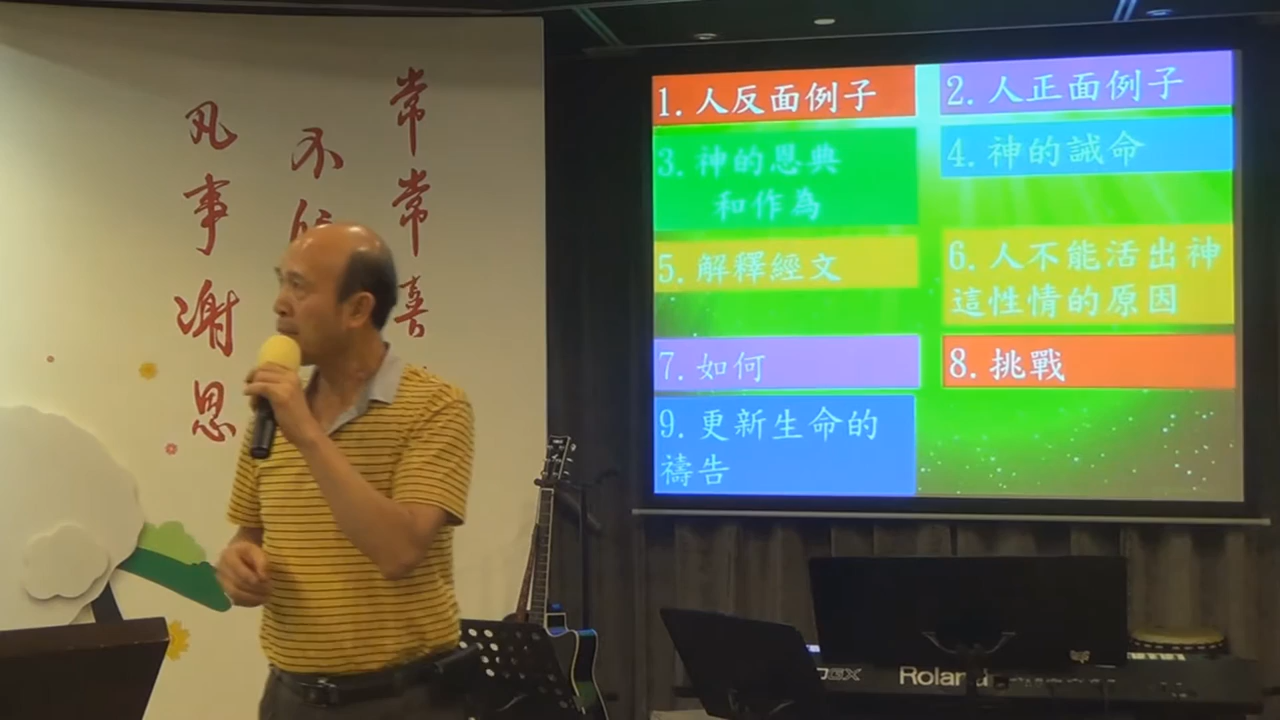 常常喜
不住
凡事謝恩
1. 人反面例子
2. 人正面例子
3. 神的恩典
和作為
4. 神的誡命
5. 解釋經文
6. 人不能活出神
這性情的原因
7. 如何
8. 挑戰
9. 更新生命的
禱告
Roland